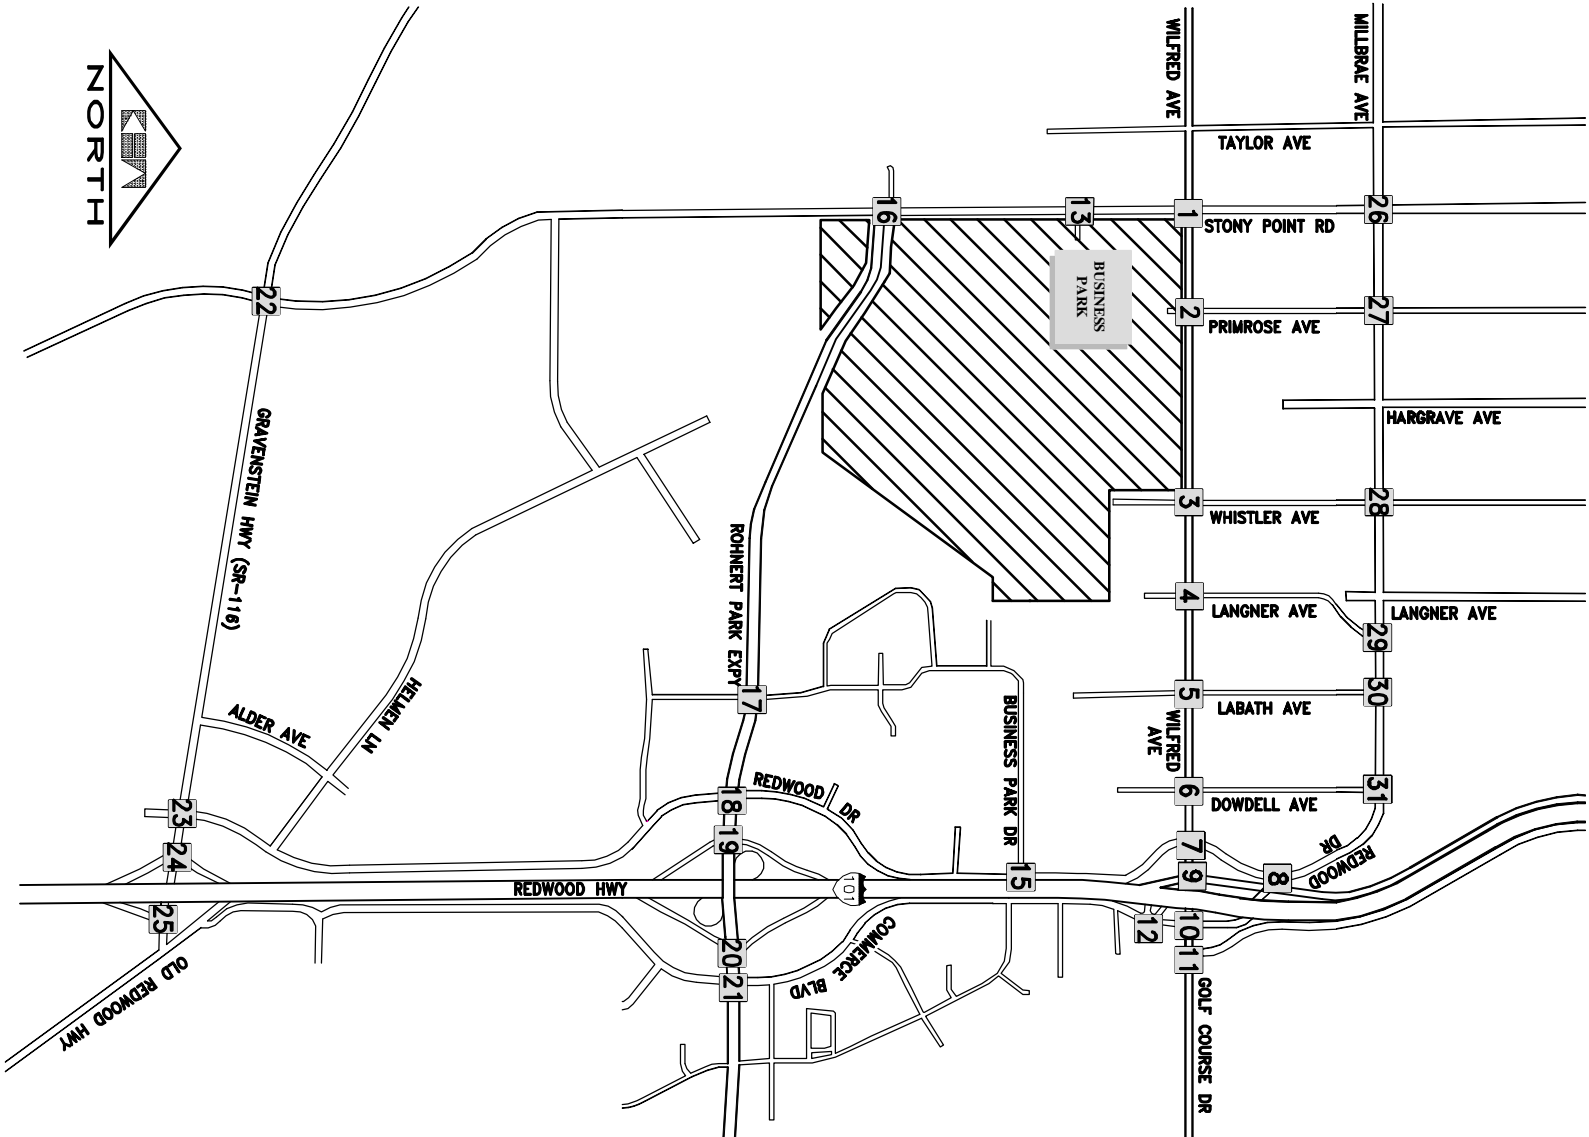 WILFRED AVE
MILLBRAE AVE
TAYLOR AVE
NORTH
16
13
1
26
STONY POINT RD
22
BUSINESS
PARK
2
27
PRIMROSE AVE
HARGRAVE AVE
GRAVENSTEIN HWY (SR-116)
3
28
WHISTLER AVE
ROHNERT PARK EXPY
4
LANGNER AVE
LANGNER AVE
29
17
5
30
LABATH AVE
HELMEN LN
ALDER AVE
BUSINESS PARK DR
WILFRED
AVE
REDWOOD DR
18
6
31
DOWDELL AVE
23
19
7
REDWOOD
DR
24
15
9
8
REDWOOD HWY
101
25
12
10
20
11
COMMERCE BLVD
21
OLD REDWOOD HWY
GOLF COURSE DR